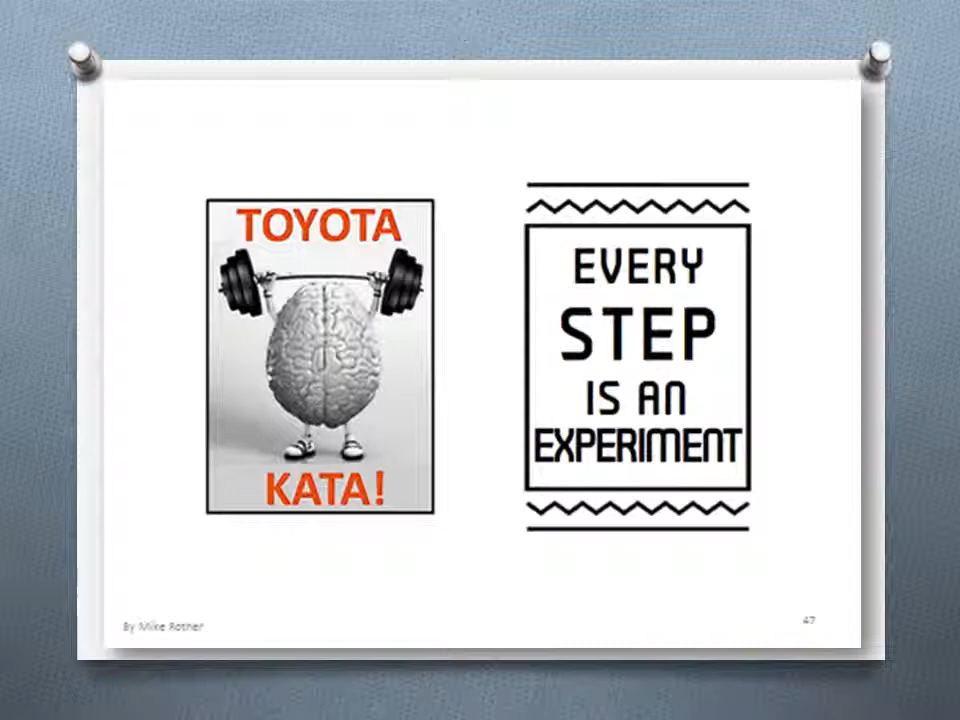 TOYOTA
KATA!
EVERY
STEP
IS AN
EXPERIMENT
By Mike Rother
47